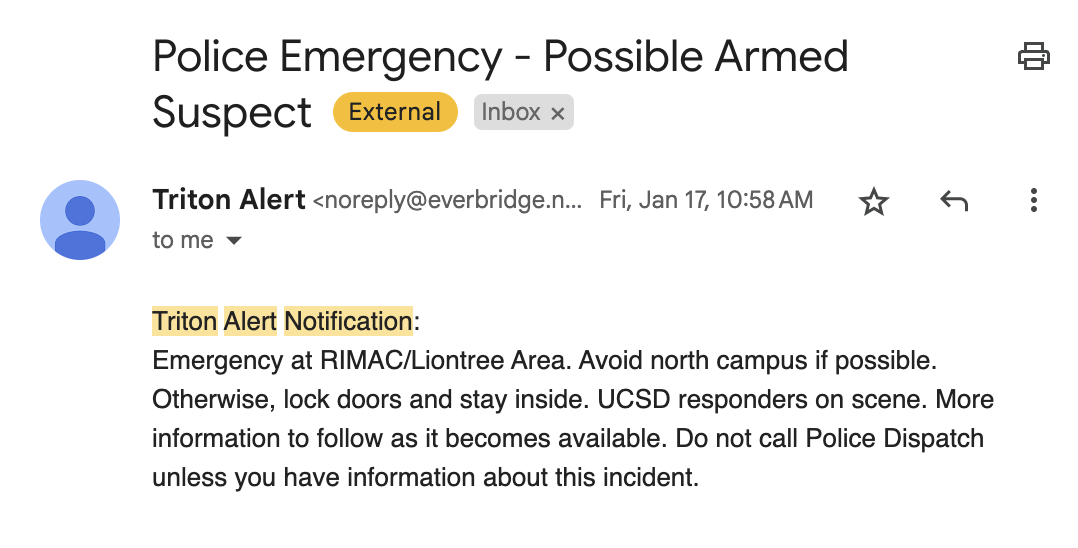 Police Emergency - Possible Armed
Suspect External Inbox ×
Triton Alert <noreply@everbridge.n... Fri, Jan 17, 10:58 AM
to me
Triton Alert Notification:
Emergency at RIMAC/Liontree Area. Avoid north campus if possible.
Otherwise, lock doors and stay inside. UCSD responders on scene. More
information to follow as it becomes available. Do not call Police Dispatch
unless you have information about this incident.